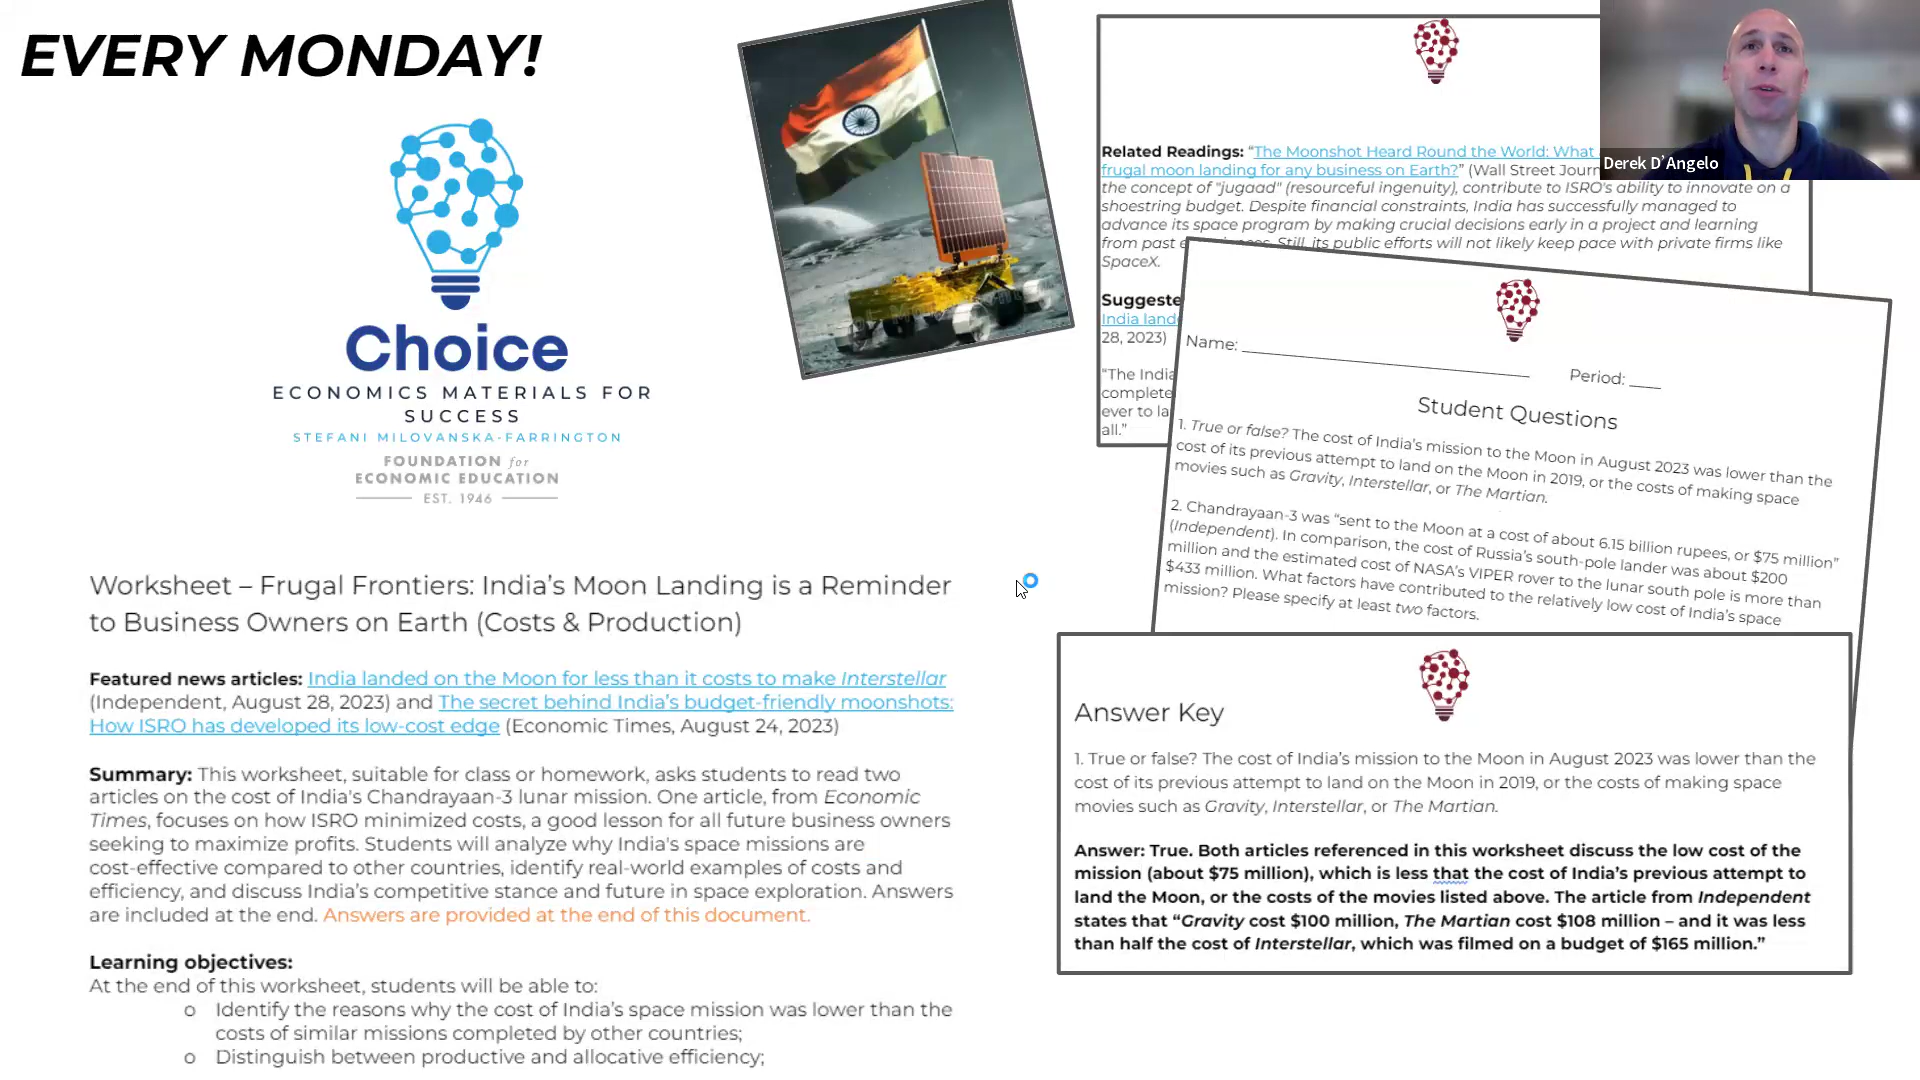 EVERY MONDAY!
Choice
ECONOMICS MATERIALS FOR
SUCCESS
STEFANI MILOVANSKA-FARRINGTON
FOUNDATION for
ECONOMIC EDUCATION
EST. 1946
Worksheet – Frugal Frontiers: India’s Moon Landing is a Reminder
to Business Owners on Earth (Costs & Production)
Featured news articles: India landed on the Moon for less than it costs to make Interstellar
(Independent, August 28, 2023) and The secret behind India’s budget-friendly moonshots:
How ISRO has developed its low-cost edge (Economic Times, August 24, 2023)
Summary: This worksheet, suitable for class or homework, asks students to read two
articles on the cost of India's Chandrayaan-3 lunar mission. One article, from Economic
Times, focuses on how ISRO minimized costs, a good lesson for all future business owners
seeking to maximize profits. Students will analyze why India's space missions are
cost-effective compared to other countries, identify real-world examples of costs and
efficiency, and discuss India’s competitive stance and future in space exploration. Answers
are included at the end. Answers are provided at the end of this document.
Learning objectives:
At the end of this worksheet, students will be able to:
o Identify the reasons why the cost of India’s space mission was lower than the
costs of similar missions completed by other countries;
o Distinguish between productive and allocative efficiency;
Related Readings: “The Moonshot Heard Round the World: What
frugal moon landing for any business on Earth?” (Wall Street Jour
the concept of "jugaad" (resourceful ingenuity), contribute to ISRO's ability to innovate on a
shoestring budget. Despite financial constraints, India has successfully managed to
advance its space program by making crucial decisions early in a project and learning
from past Still, its public efforts will not likely keep pace with private firms like
SpaceX.
Suggeste
India land
28, 2023)
“The India
complete
ever to la
all.”
Derek D’Angelo
Name: Period:
Student Questions
1. True or false? The cost of India’s mission to the Moon in August 2023 was lower than the
cost of its previous attempt to land on the Moon in 2019, or the costs of making space
movies such as Gravity, Interstellar, or The Martian.
2. Chandrayaan-3 was “sent to the Moon at a cost of about 6.15 billion rupees, or $75 million”
(Independent). In comparison, the cost of Russia’s south-pole lander was about $200
million and the estimated cost of NASA’s VIPER rover to the lunar south pole is more than
$433 million. What factors have contributed to the relatively low cost of India’s space
mission? Please specify at least two factors.
Answer Key
1. True or false? The cost of India’s mission to the Moon in August 2023 was lower than the
cost of its previous attempt to land on the Moon in 2019, or the costs of making space
movies such as Gravity, Interstellar, or The Martian.
Answer: True. Both articles referenced in this worksheet discuss the low cost of the
mission (about $75 million), which is less that the cost of India’s previous attempt to
land the Moon, or the costs of the movies listed above. The article from Independent
states that “Gravity cost $100 million, The Martian cost $108 million – and it was less
than half the cost of Interstellar, which was filmed on a budget of $165 million.”